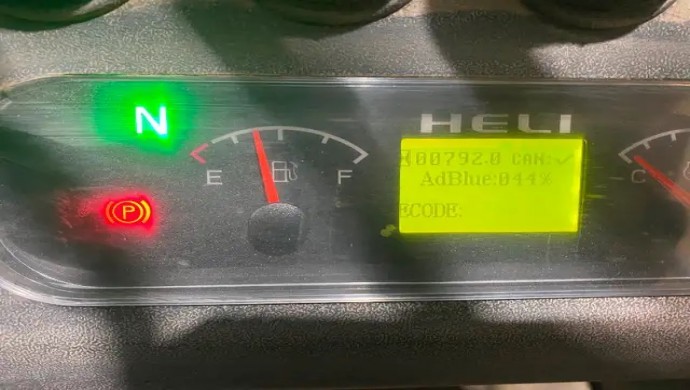 N
HELI
00792.0 CAN:✓
AdBlue:044%
E F
C
P
ECODE: